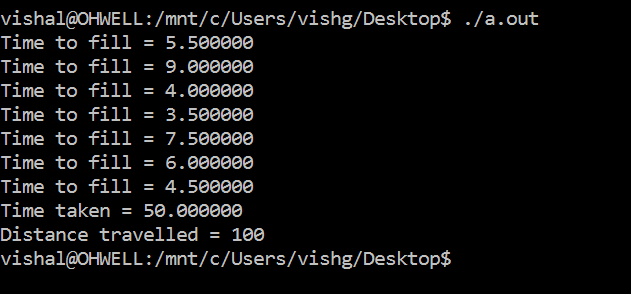 vishal@OHWELL:/mnt/c/Users/vishg/Desktop$ ./a.out
Time to fill = 5.500000
Time to fill = 9.000000
Time to fill = 4.000000
Time to fill = 3.500000
Time to fill = 7.500000
Time to fill = 6.000000
Time to fill = 4.500000
Time taken = 50.000000
Distance travelled = 100
vishal@OHWELL:/mnt/c/Users/vishg/Desktop$